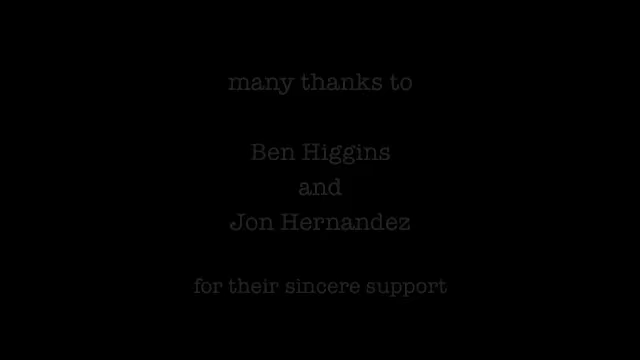 many thanks to
Ben Higgins
and
Jon Hernandez
for their sincere support